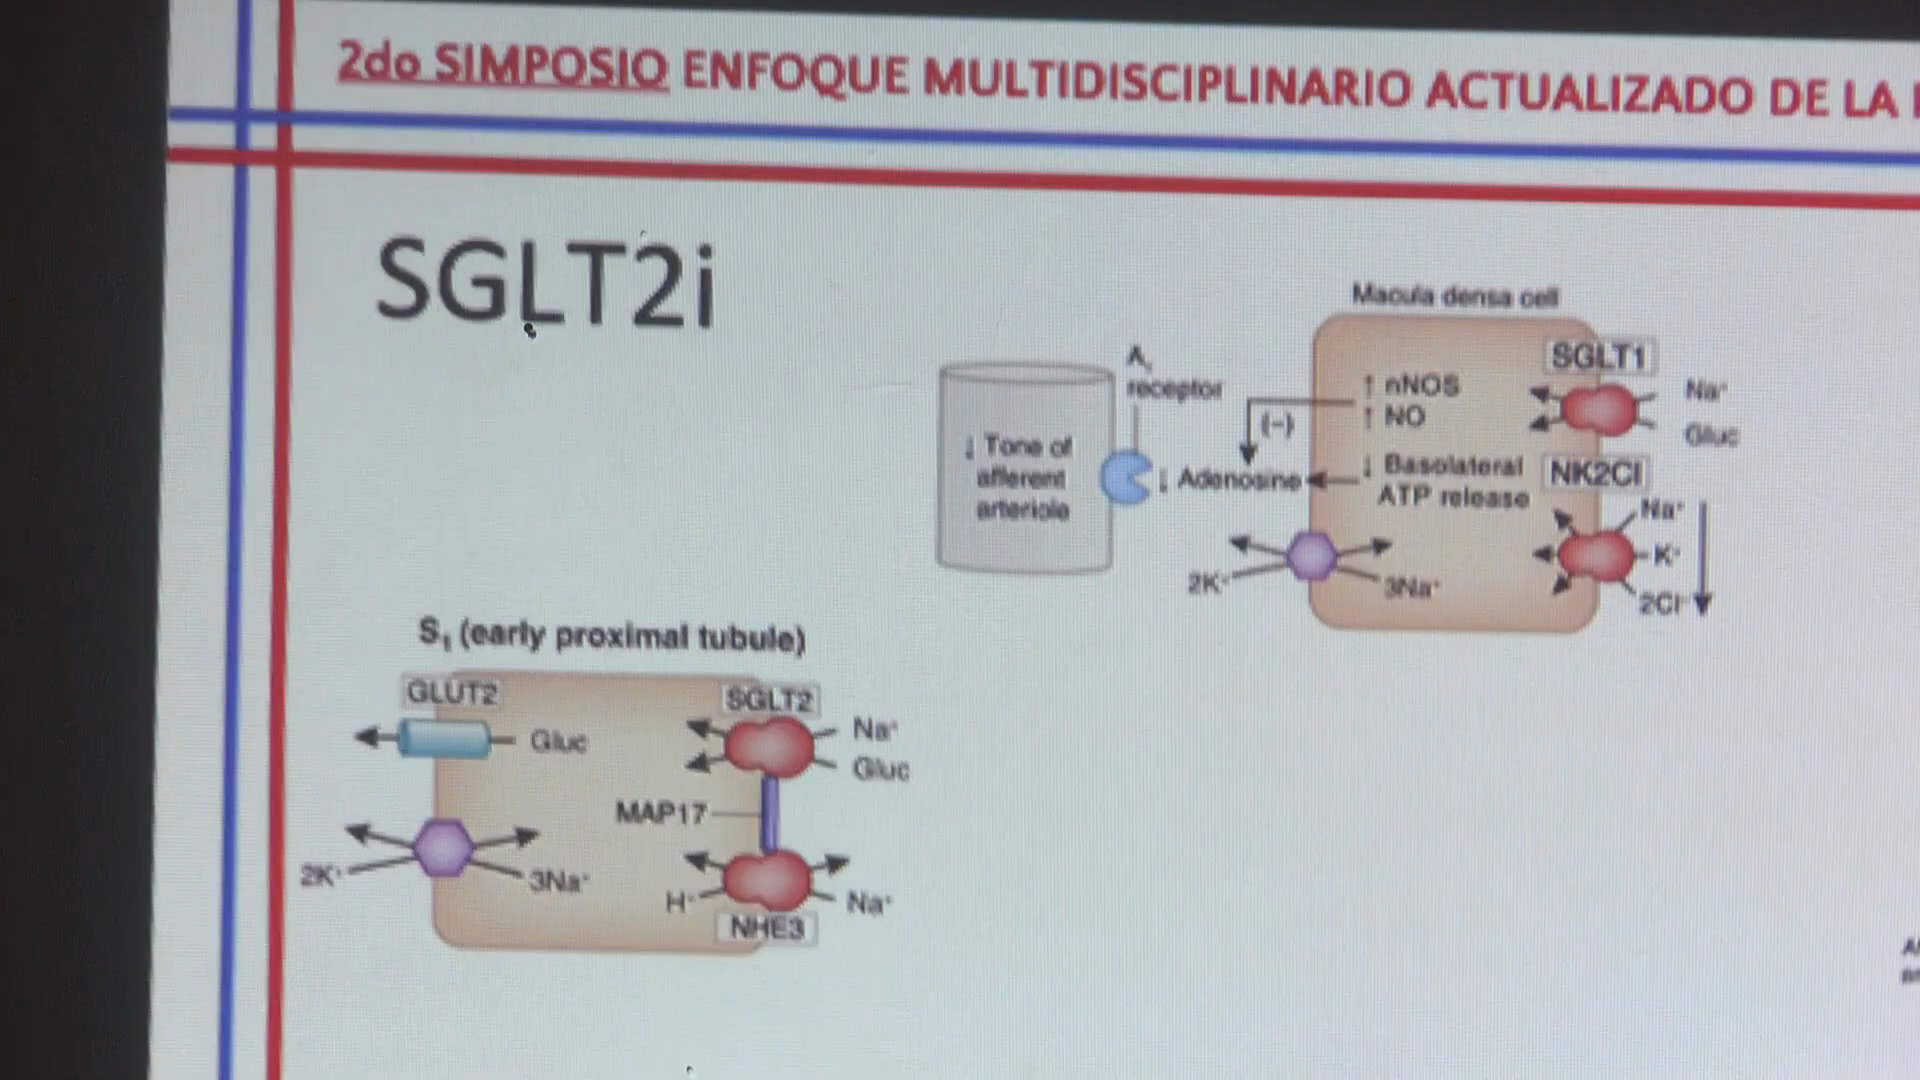 2do SIMPOSIO ENFOQUE MULTIDISCIPLINARIO ACTUALIZADO DE LA
SGLT2i
Macula densa cell
SGLT1
Na⁺
Gluc
↑ nNOS
↑ NO
A₁
receptor
(−)
↓ Tone of
afferent
arteriole
↓ Adenosine
↓ Basolateral
ATP release
NK2Cl
Na⁺
K⁺
2Cl⁻
2K⁺
3Na⁺
S₁ (early proximal tubule)
GLUT2
Gluc
SGLT2
Na⁺
Gluc
MAP17
2K⁺
3Na⁺
H⁺
Na⁺
NHE3